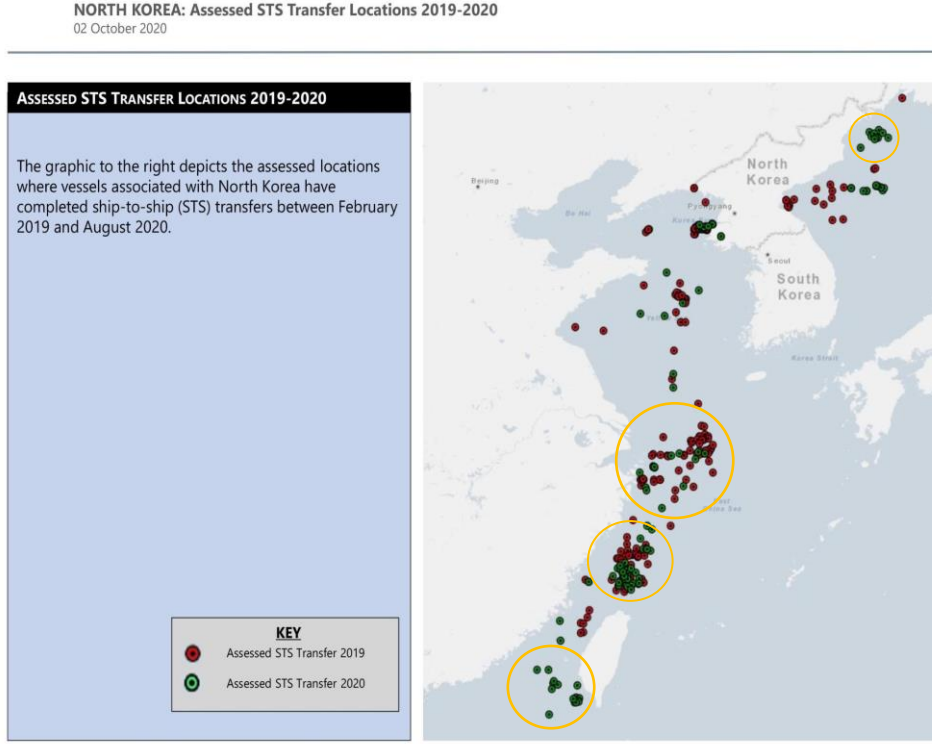 NORTH KOREA: Assessed STS Transfer Locations 2019-2020
02 October 2020
ASSESSED STS TRANSFER LOCATIONS 2019-2020
The graphic to the right depicts the assessed locations
where vessels associated with North Korea have
completed ship-to-ship (STS) transfers between February
2019 and August 2020.
KEY
Assessed STS Transfer 2019
Assessed STS Transfer 2020
North
Korea
Beijing
Bo Hai
Pyongyang
Korea
Seoul
South
Korea
Korea Strait
East
China Sea